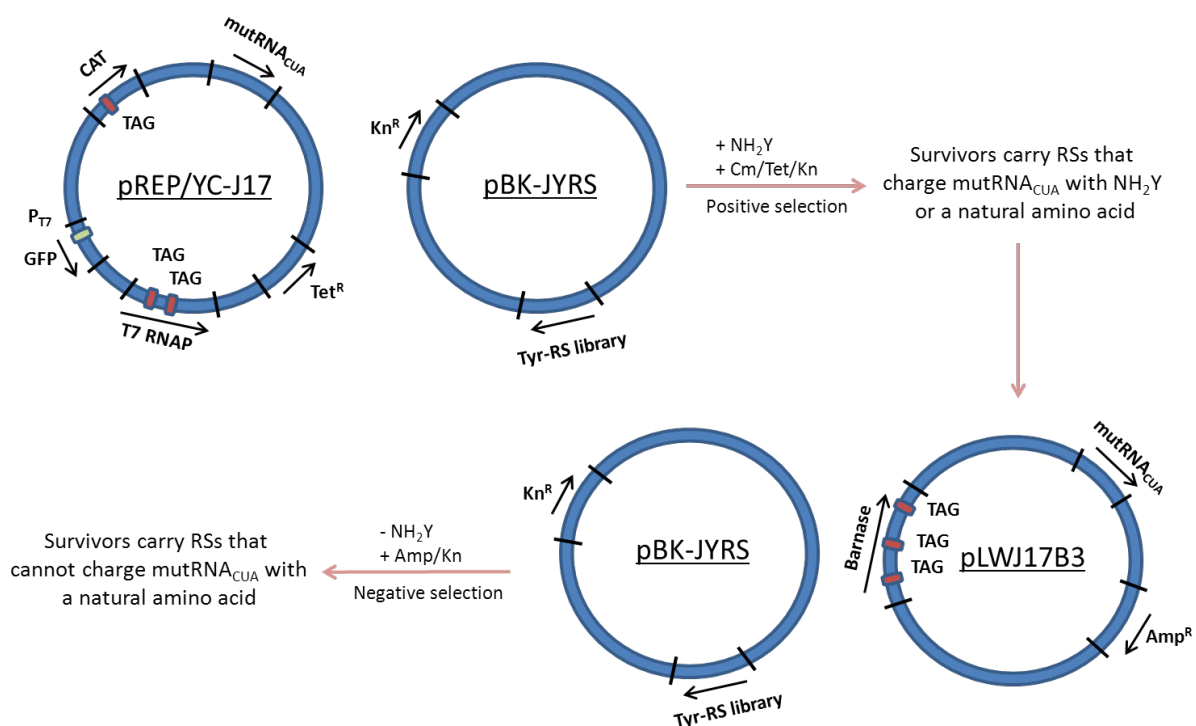 CAT
mutRNACUA
TAG
pREP/YC-J17
PT7
GFP
TAG
TAG
T7 RNAP
TetR
KnR
pBK-JYRS
Tyr-RS library
+ NH2Y
+ Cm/Tet/Kn
Positive selection
Survivors carry RSs that
charge mutRNACUA with NH2Y
or a natural amino acid
Survivors carry RSs that
cannot charge mutRNACUA with
a natural amino acid
- NH2Y
+ Amp/Kn
Negative selection
KnR
pBK-JYRS
Tyr-RS library
mutRNACUA
Barnase
TAG
TAG
TAG
pLWJ17B3
AmpR